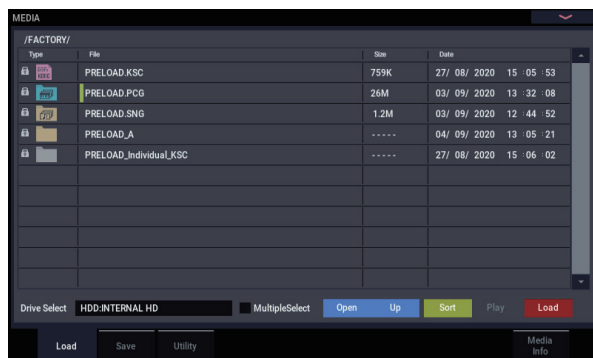 MEDIA
/FACTORY/
Type File Size Date
PRELOAD.KSC 759K 27/ 08/ 2020 15 :05 :53
PRELOAD.PCG 26M 03/ 09/ 2020 13 :32 :08
PRELOAD.SNG 1.2M 03/ 09/ 2020 12 :44 :52
PRELOAD_A ----- 04/ 09/ 2020 13 :05 :21
PRELOAD_Individual_KSC ----- 27/ 08/ 2020 15 :06 :02
Drive Select HDD:INTERNAL HD MultipleSelect Open Up Sort Play Load
Load Save Utility Media
Info